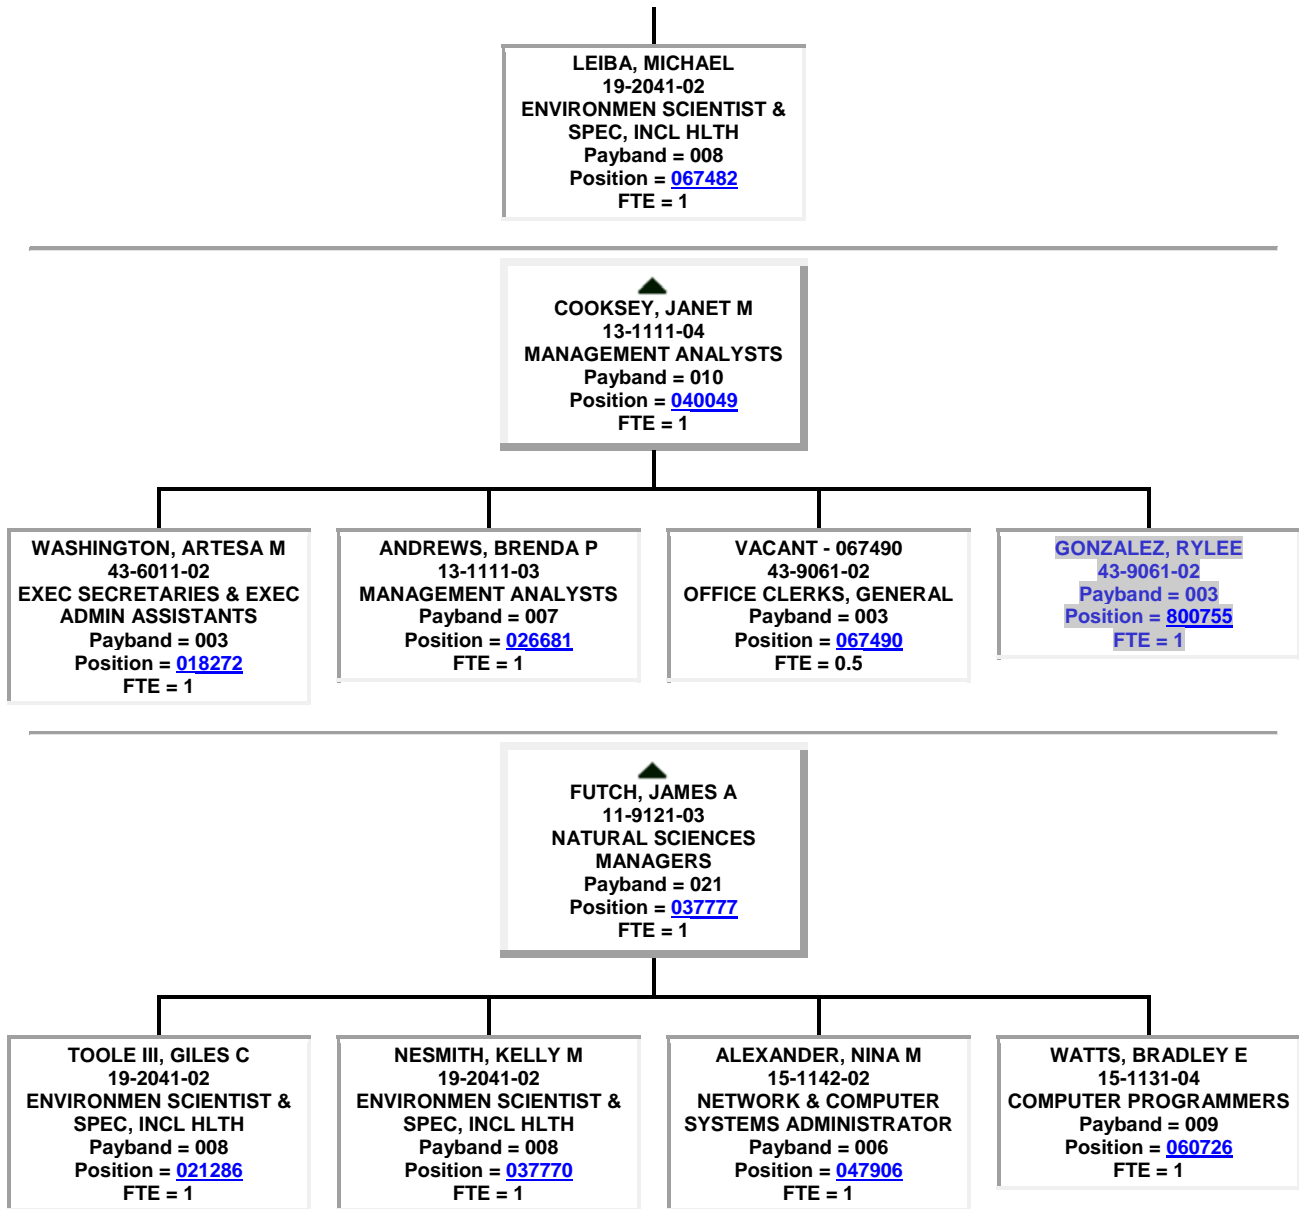 LEIBA, MICHAEL
19-2041-02
ENVIRONMEN SCIENTIST &
SPEC, INCL HLTH
Payband = 008
Position = 067482
FTE = 1
COOKSEY, JANET M
13-1111-04
MANAGEMENT ANALYSTS
Payband = 010
Position = 040049
FTE = 1
WASHINGTON, ARTESA M
43-6011-02
EXEC SECRETARIES & EXEC
ADMIN ASSISTANTS
Payband = 003
Position = 018272
FTE = 1
ANDREWS, BRENDA P
13-1111-03
MANAGEMENT ANALYSTS
Payband = 007
Position = 026681
FTE = 1
VACANT - 067490
43-9061-02
OFFICE CLERKS, GENERAL
Payband = 003
Position = 067490
FTE = 0.5
GONZALEZ, RYLEE
43-9061-02
Payband = 003
Position = 800755
FTE = 1
FUTCH, JAMES A
11-9121-03
NATURAL SCIENCES
MANAGERS
Payband = 021
Position = 037777
FTE = 1
TOOLE III, GILES C
19-2041-02
ENVIRONMEN SCIENTIST &
SPEC, INCL HLTH
Payband = 008
Position = 021286
FTE = 1
NESMITH, KELLY M
19-2041-02
ENVIRONMEN SCIENTIST &
SPEC, INCL HLTH
Payband = 008
Position = 037770
FTE = 1
ALEXANDER, NINA M
15-1142-02
NETWORK & COMPUTER
SYSTEMS ADMINISTRATOR
Payband = 006
Position = 047906
FTE = 1
WATTS, BRADLEY E
15-1131-04
COMPUTER PROGRAMMERS
Payband = 009
Position = 060726
FTE = 1